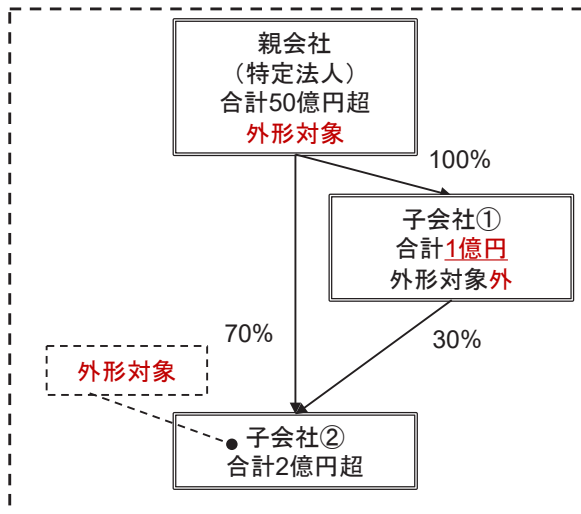 親会社
（特定法人）
合計50億円超
外形対象
100%
子会社①
合計1億円
外形対象外
70%
30%
外形対象
子会社②
合計2億円超